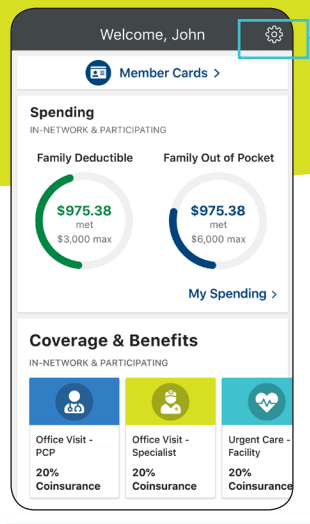 Welcome, John
Member Cards >
Spending
IN-NETWORK & PARTICIPATING
Family Deductible
Family Out of Pocket
$975.38
met
$3,000 max
$975.38
met
$6,000 max
My Spending >
Coverage & Benefits
IN-NETWORK & PARTICIPATING
Office Visit -
PCP
20%
Coinsurance
Office Visit -
Specialist
20%
Coinsurance
Urgent Care -
Facility
20%
Coinsurance